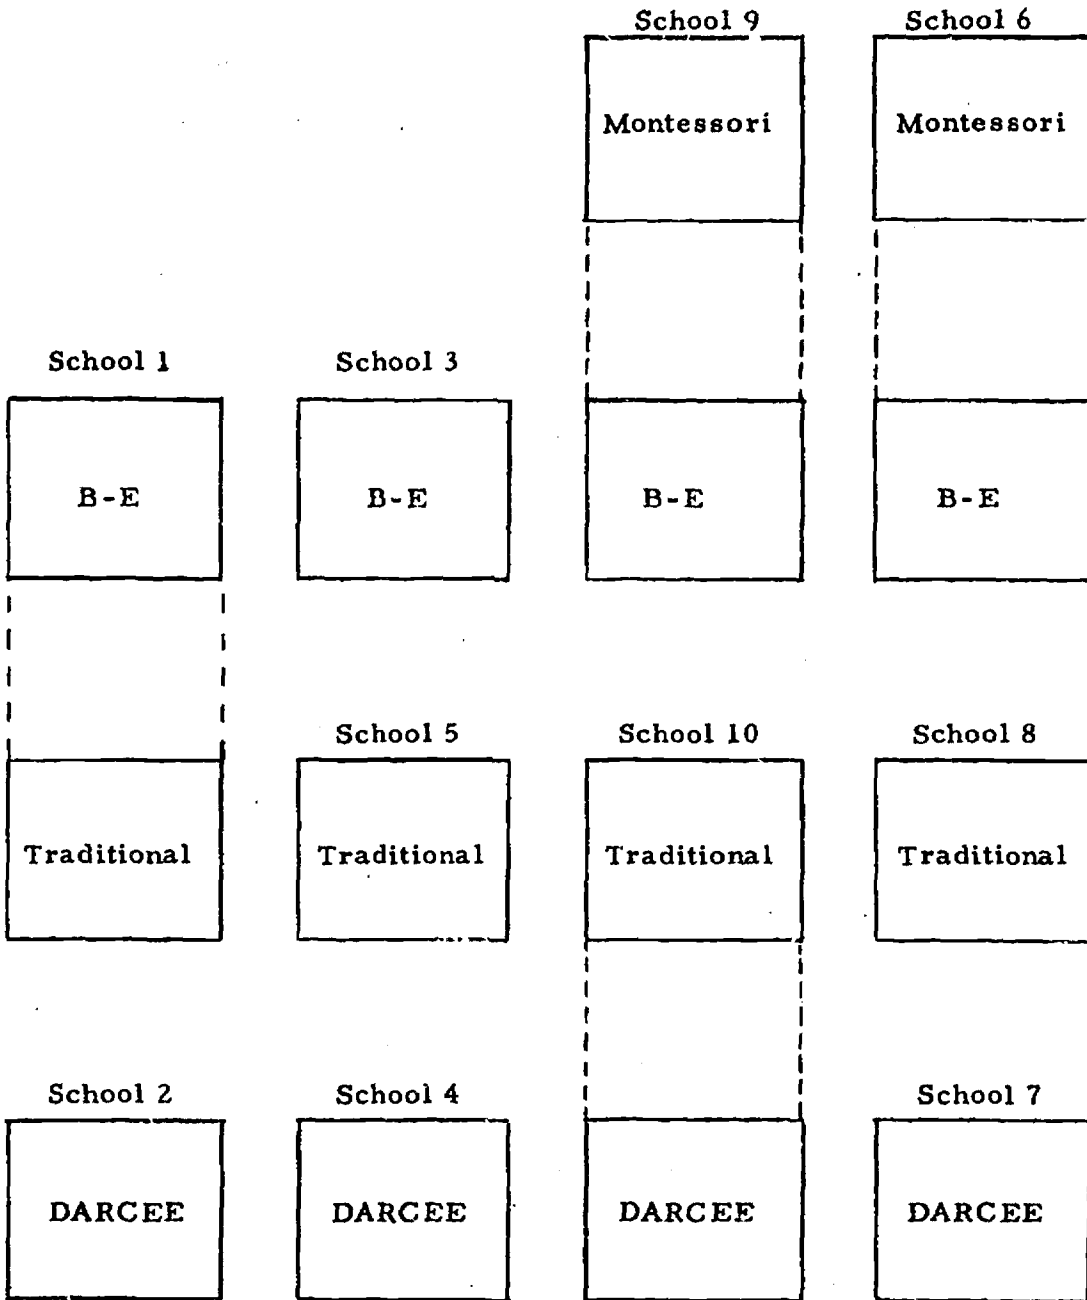 School 9 School 6
Montessori Montessori
School 1 School 3
B-E B-E B-E B-E
School 5 School 10 School 8
Traditional Traditional Traditional Traditional
School 2 School 4 School 7
DARCEE DARCEE DARCEE DARCEE